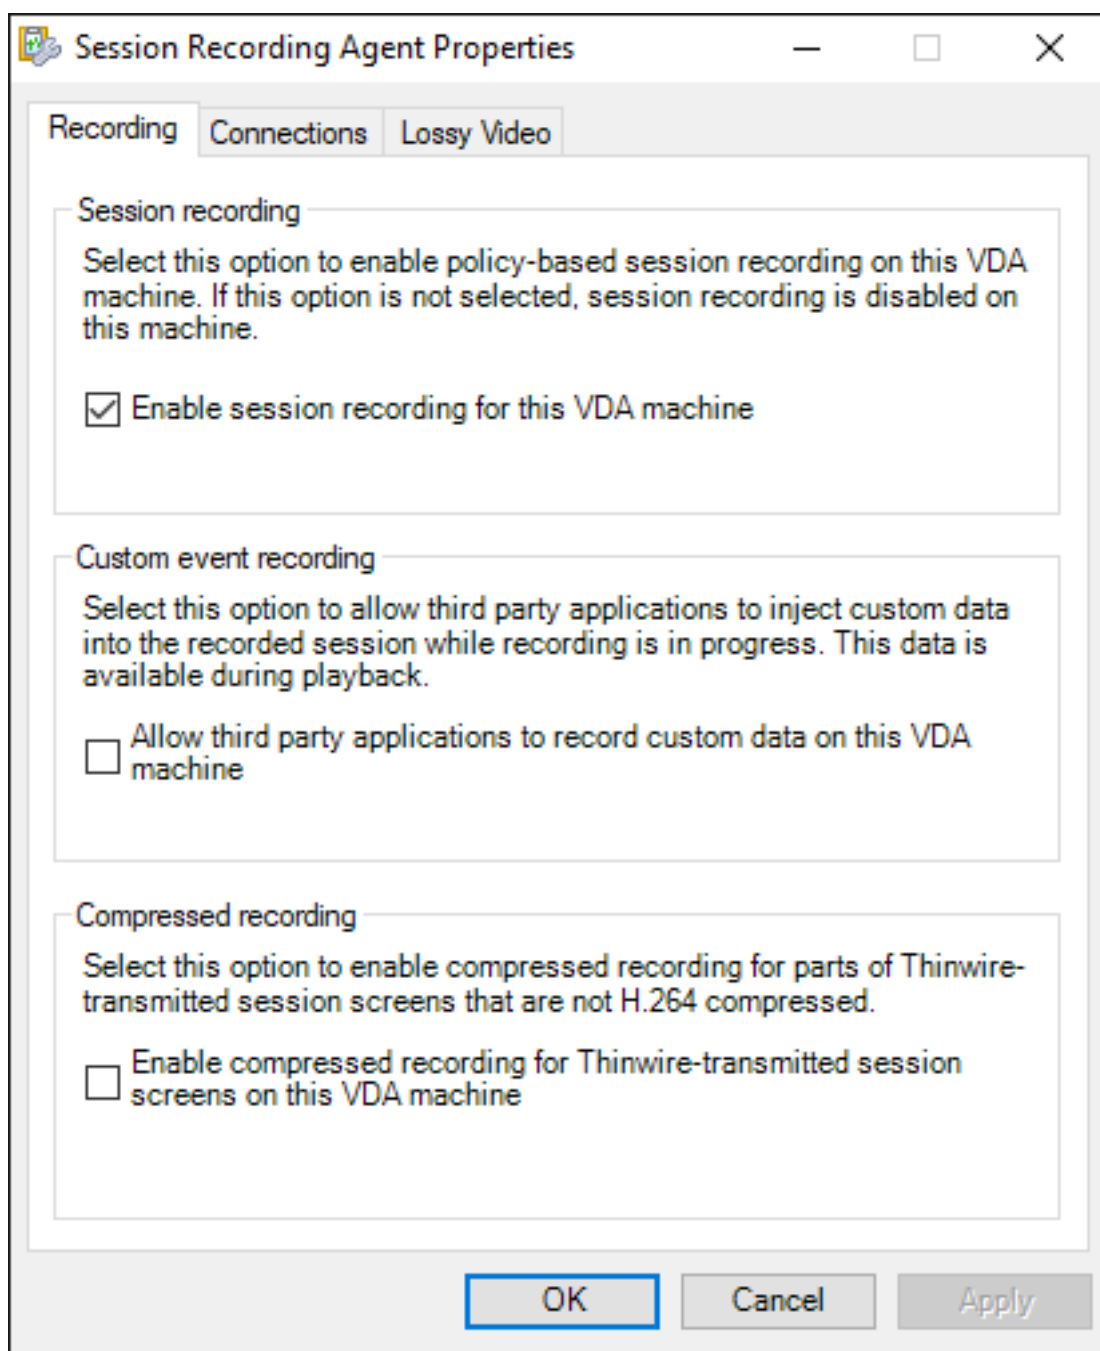 Session Recording Agent Properties
Recording
Connections
Lossy Video
Session recording
Select this option to enable policy-based session recording on this VDA
machine. If this option is not selected, session recording is disabled on
this machine.
Enable session recording for this VDA machine
Custom event recording
Select this option to allow third party applications to inject custom data
into the recorded session while recording is in progress. This data is
available during playback.
Allow third party applications to record custom data on this VDA
machine
Compressed recording
Select this option to enable compressed recording for parts of Thinwire-
transmitted session screens that are not H.264 compressed.
Enable compressed recording for Thinwire-transmitted session
screens on this VDA machine
OK
Cancel
Apply